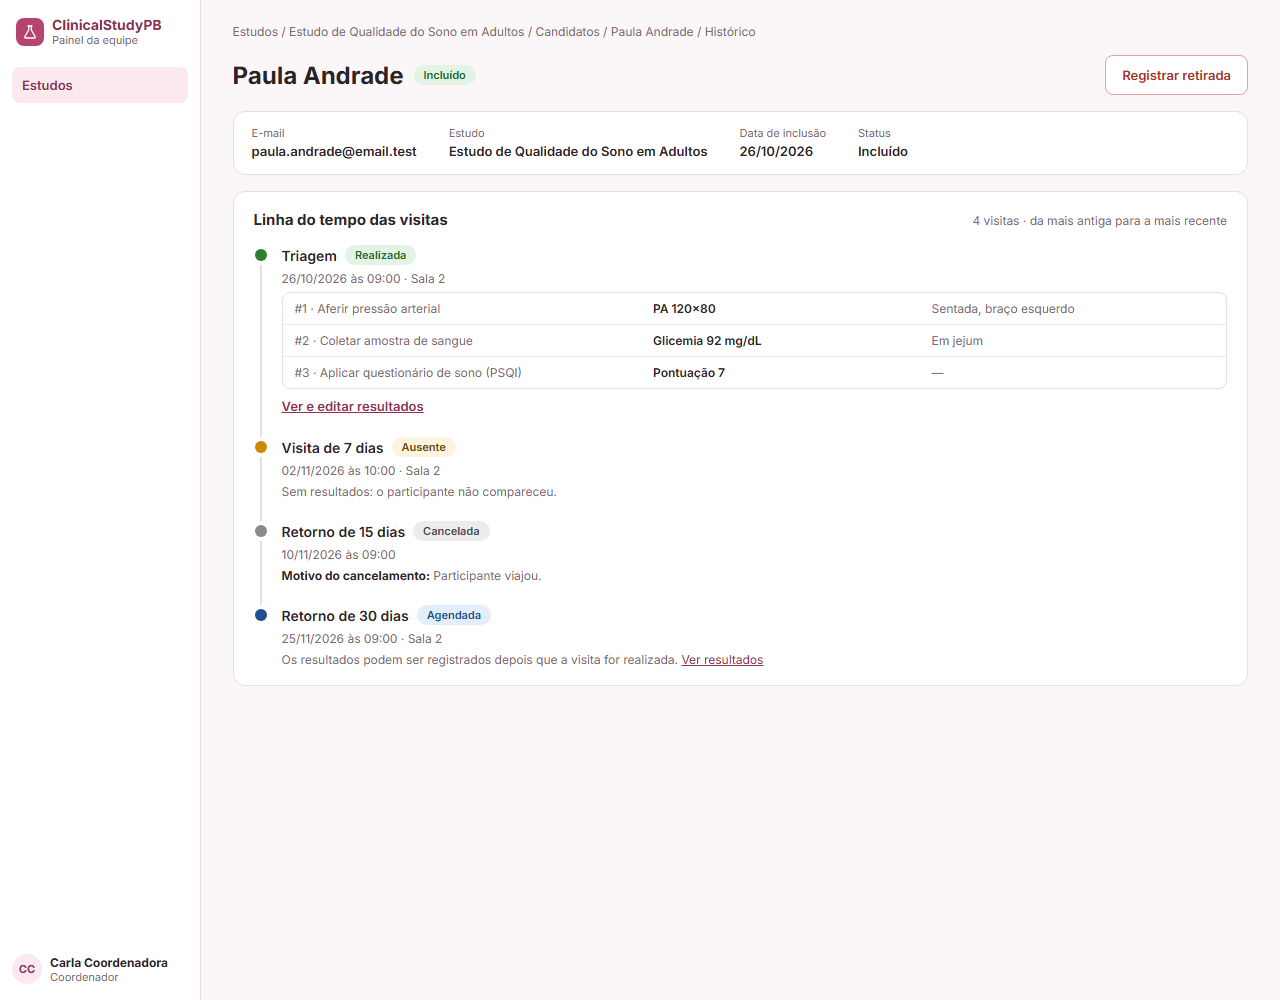 ClinicalStudyPB
Painel da equipe
Estudos
Estudos / Estudo de Qualidade do Sono em Adultos / Candidatos / Paula Andrade / Histórico
Paula Andrade Incluído
Registrar retirada
E-mail Estudo Data de inclusão Status
paula.andrade@email.test Estudo de Qualidade do Sono em Adultos 26/10/2026 Incluído
Linha do tempo das visitas 4 visitas · da mais antiga para a mais recente
Triagem Realizada
26/10/2026 às 09:00 · Sala 2
#1 · Aferir pressão arterial PA 120×80 Sentada, braço esquerdo
#2 · Coletar amostra de sangue Glicemia 92 mg/dL Em jejum
#3 · Aplicar questionário de sono (PSQI) Pontuação 7 —
Ver e editar resultados
Visita de 7 dias Ausente
02/11/2026 às 10:00 · Sala 2
Sem resultados: o participante não compareceu.
Retorno de 15 dias Cancelada
10/11/2026 às 09:00
Motivo do cancelamento: Participante viajou.
Retorno de 30 dias Agendada
25/11/2026 às 09:00 · Sala 2
Os resultados podem ser registrados depois que a visita for realizada. Ver resultados
CC Carla Coordenadora
Coordenador